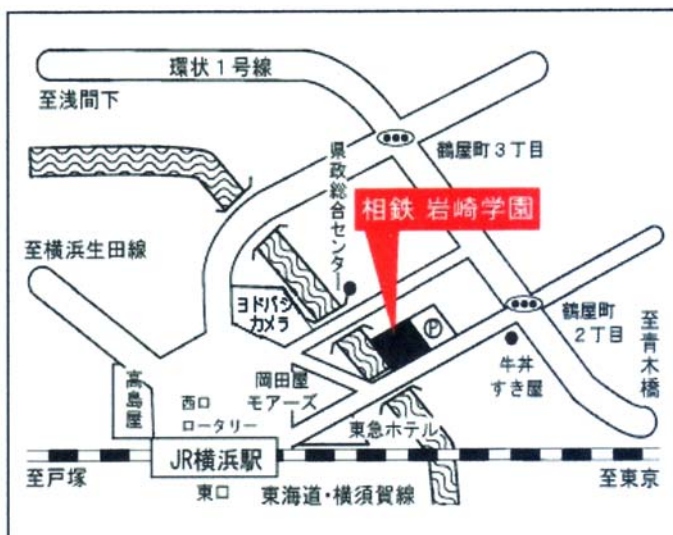 環状1号線
至浅間下
鶴屋町3丁目
県政総合センター
相鉄 岩崎学園
至横浜生田線
ヨドバシ
カメラ
P
鶴屋町
2丁目
至青木橋
牛丼
すき屋
高島屋
岡田屋
モアーズ
西口
ロータリー
東急ホテル
JR横浜駅
至戸塚
東口
東海道・横須賀線
至東京